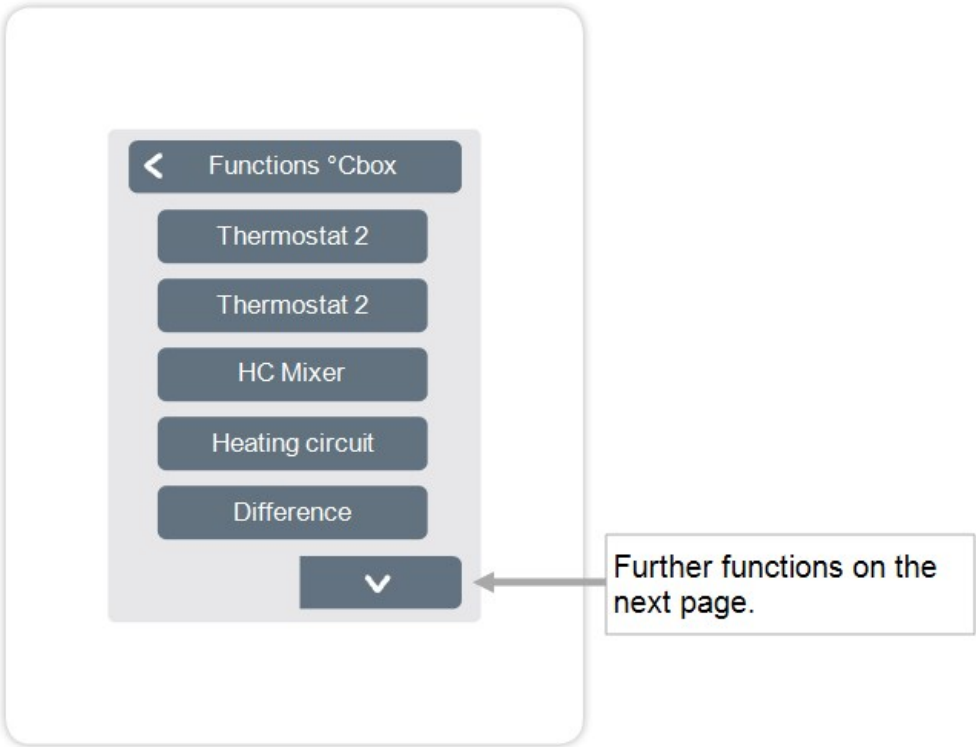 Functions °Cbox
Thermostat 2
Thermostat 2
HC Mixer
Heating circuit
Difference
Further functions on the
next page.